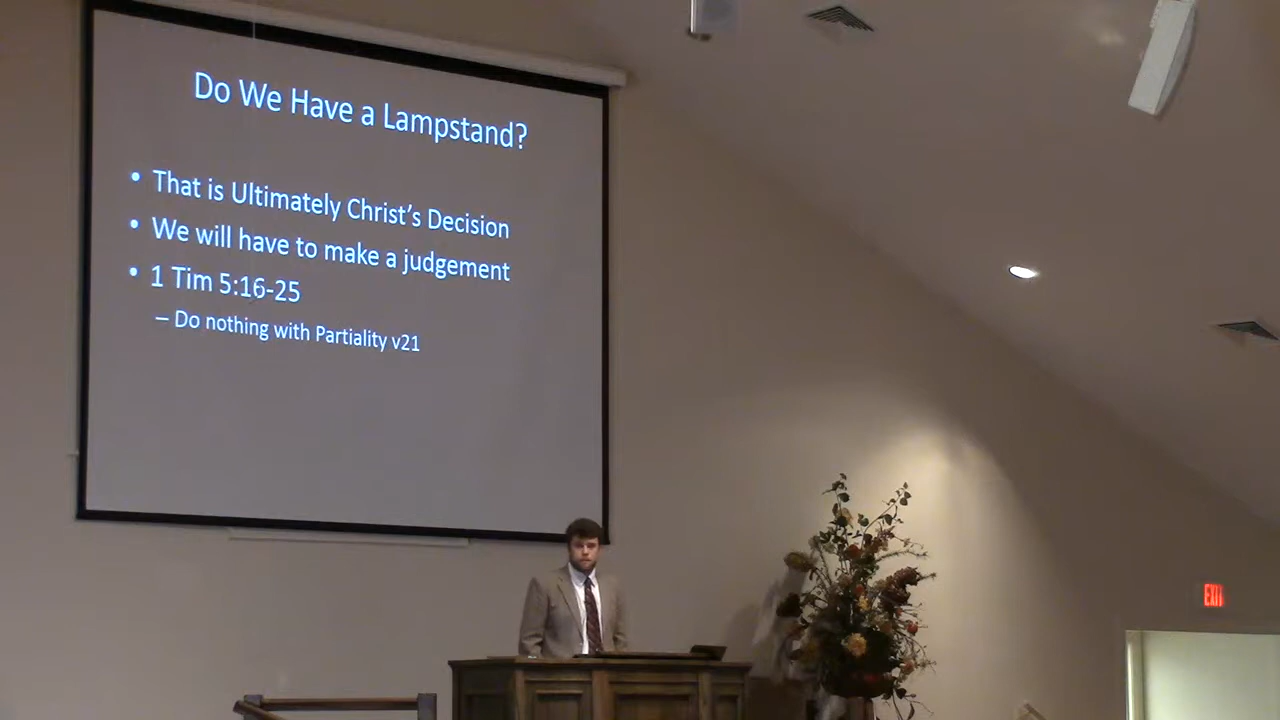 Do We Have a Lampstand?
• That is Ultimately Christ's Decision
• We will have to make a judgement
• 1 Tim 5:16-25
– Do nothing with Partiality v21
EXIT